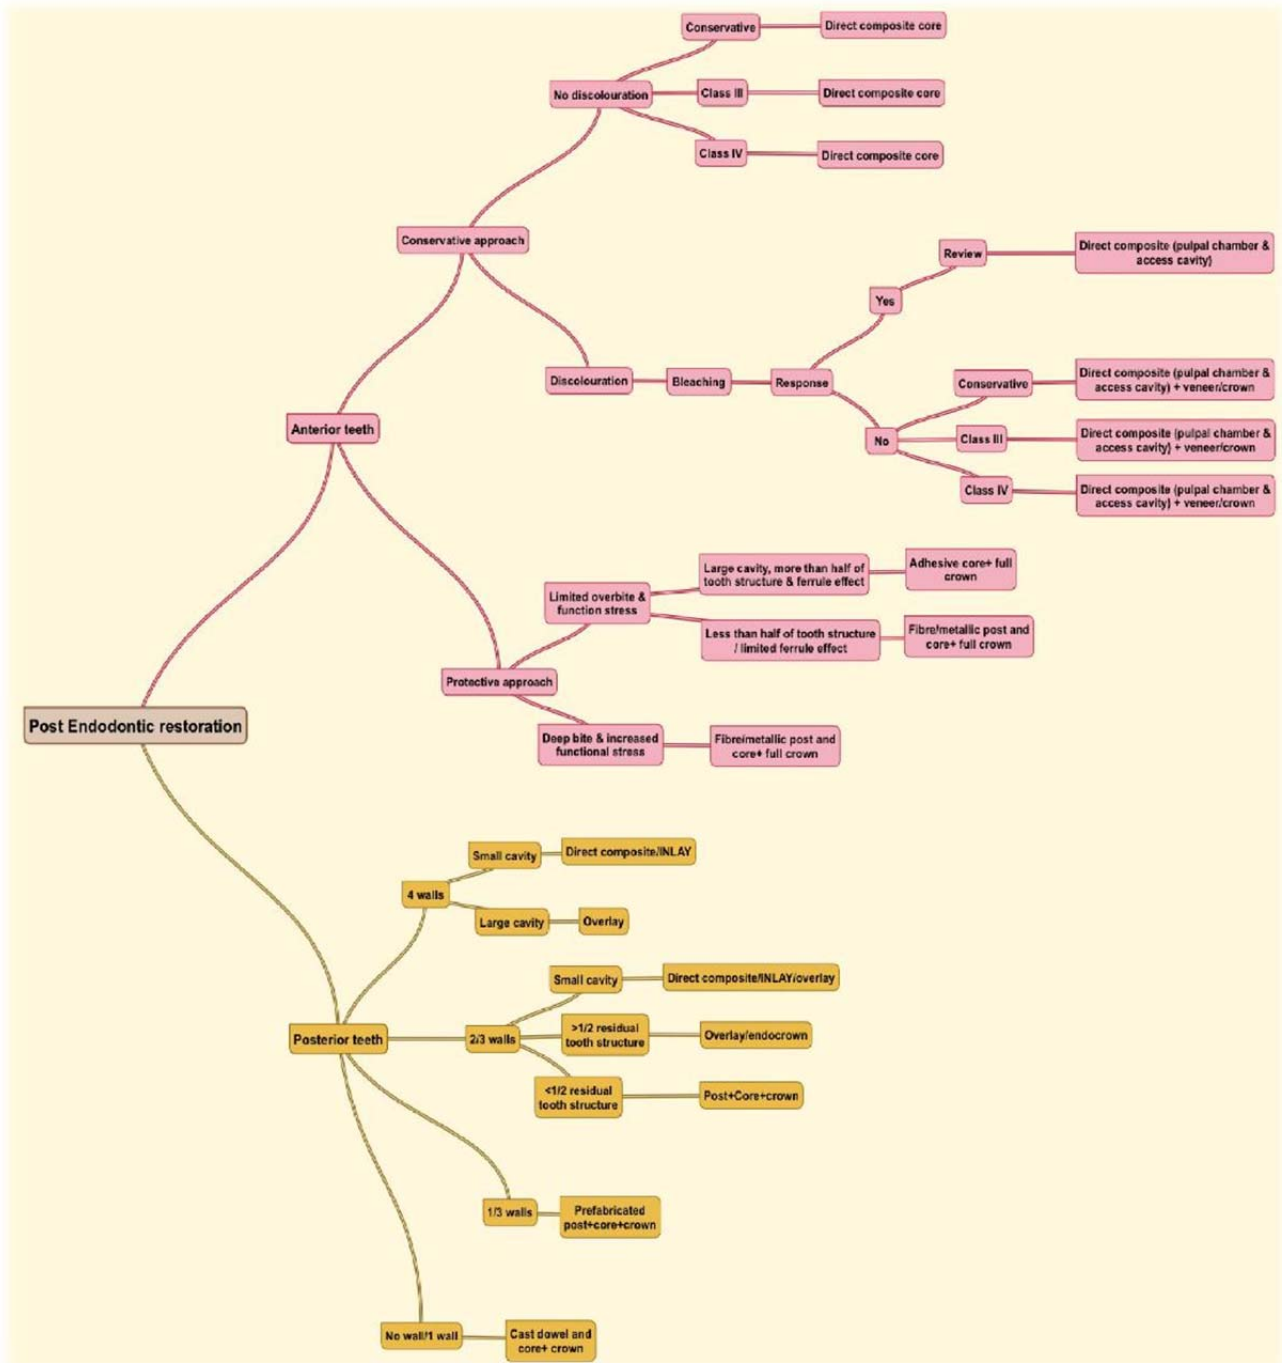 Conservative
Direct composite core
No discolouration
Class III
Direct composite core
Class IV
Direct composite core
Conservative approach
Review
Direct composite (pulpal chamber &
access cavity)
Yes
Discolouration
Bleaching
Response
Conservative
Direct composite (pulpal chamber &
access cavity) + veneer/crown
No
Class III
Direct composite (pulpal chamber &
access cavity) + veneer/crown
Class IV
Direct composite (pulpal chamber &
access cavity) + veneer/crown
Anterior teeth
Large cavity, more than half of
tooth structure & ferrule effect
Adhesive core+ full
crown
Limited overbite &
function stress
Less than half of tooth structure
/ limited ferrule effect
Fibre/metallic post and
core+ full crown
Protective approach
Deep bite & increased
functional stress
Fibre/metallic post and
core+ full crown
Post Endodontic restoration
Small cavity
Direct composite/INLAY
4 walls
Large cavity
Overlay
Small cavity
Direct composite/INLAY/overlay
Posterior teeth
2/3 walls
>1/2 residual
tooth structure
Overlay/endocrown
<1/2 residual
tooth structure
Post+Core+crown
1/3 walls
Prefabricated
post+core+crown
No wall/1 wall
Cast dowel and
core+ crown